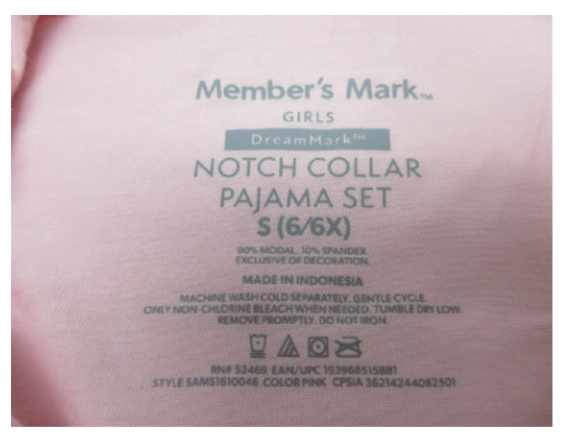 Member's Mark™
GIRLS
DreamMark™
NOTCH COLLAR
PAJAMA SET
S (6/6X)
90% MODAL, 10% SPANDEX.
EXCLUSIVE OF DECORATION.
MADE IN INDONESIA
MACHINE WASH COLD SEPARATELY. GENTLE CYCLE.
ONLY NON-CHLORINE BLEACH WHEN NEEDED. TUMBLE DRY LOW.
REMOVE PROMPTLY. DO NOT IRON.
RN# 52469 EAN/UPC 193968515881
STYLE SAMS1610046 COLOR PINK CPSIA 36214244082501